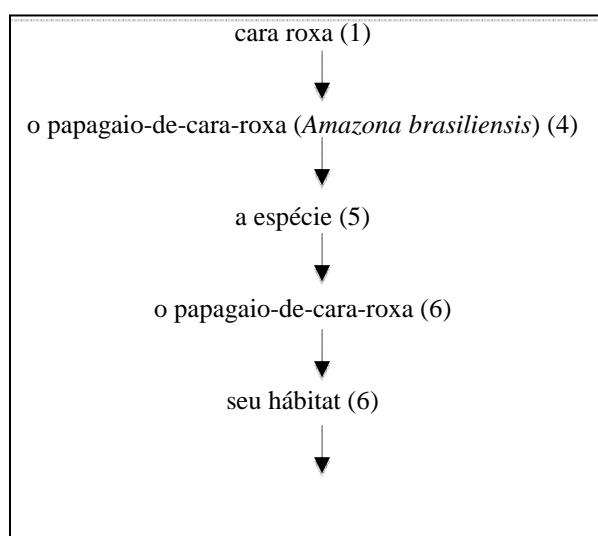 cara roxa (1)
o papagaio-de-cara-roxa (Amazona brasiliensis) (4)
a espécie (5)
o papagaio-de-cara-roxa (6)
seu hábitat (6)